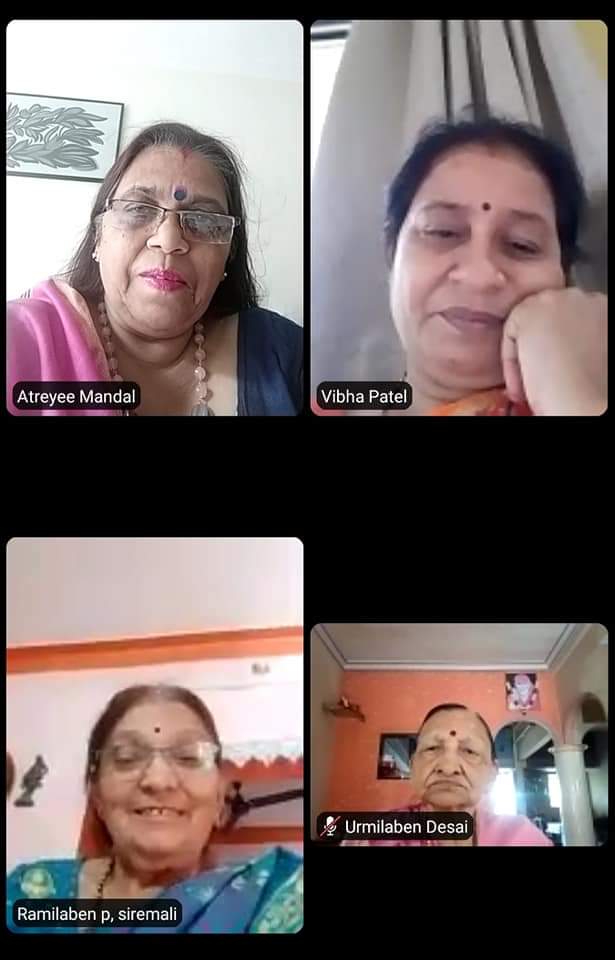 Atreyee Mandal
Vibha Patel
Ramilaben p, siremali
Urmilaben Desai